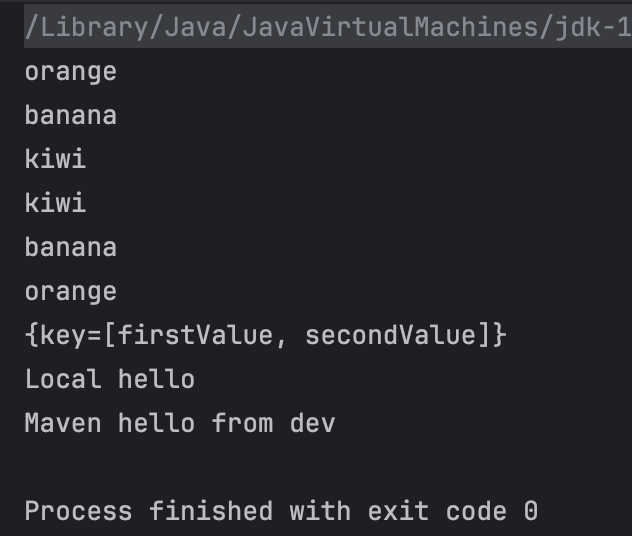 /Library/Java/JavaVirtualMachines/jdk-1
orange
banana
kiwi
kiwi
banana
orange
{key=[firstValue, secondValue]}
Local hello
Maven hello from dev
Process finished with exit code 0